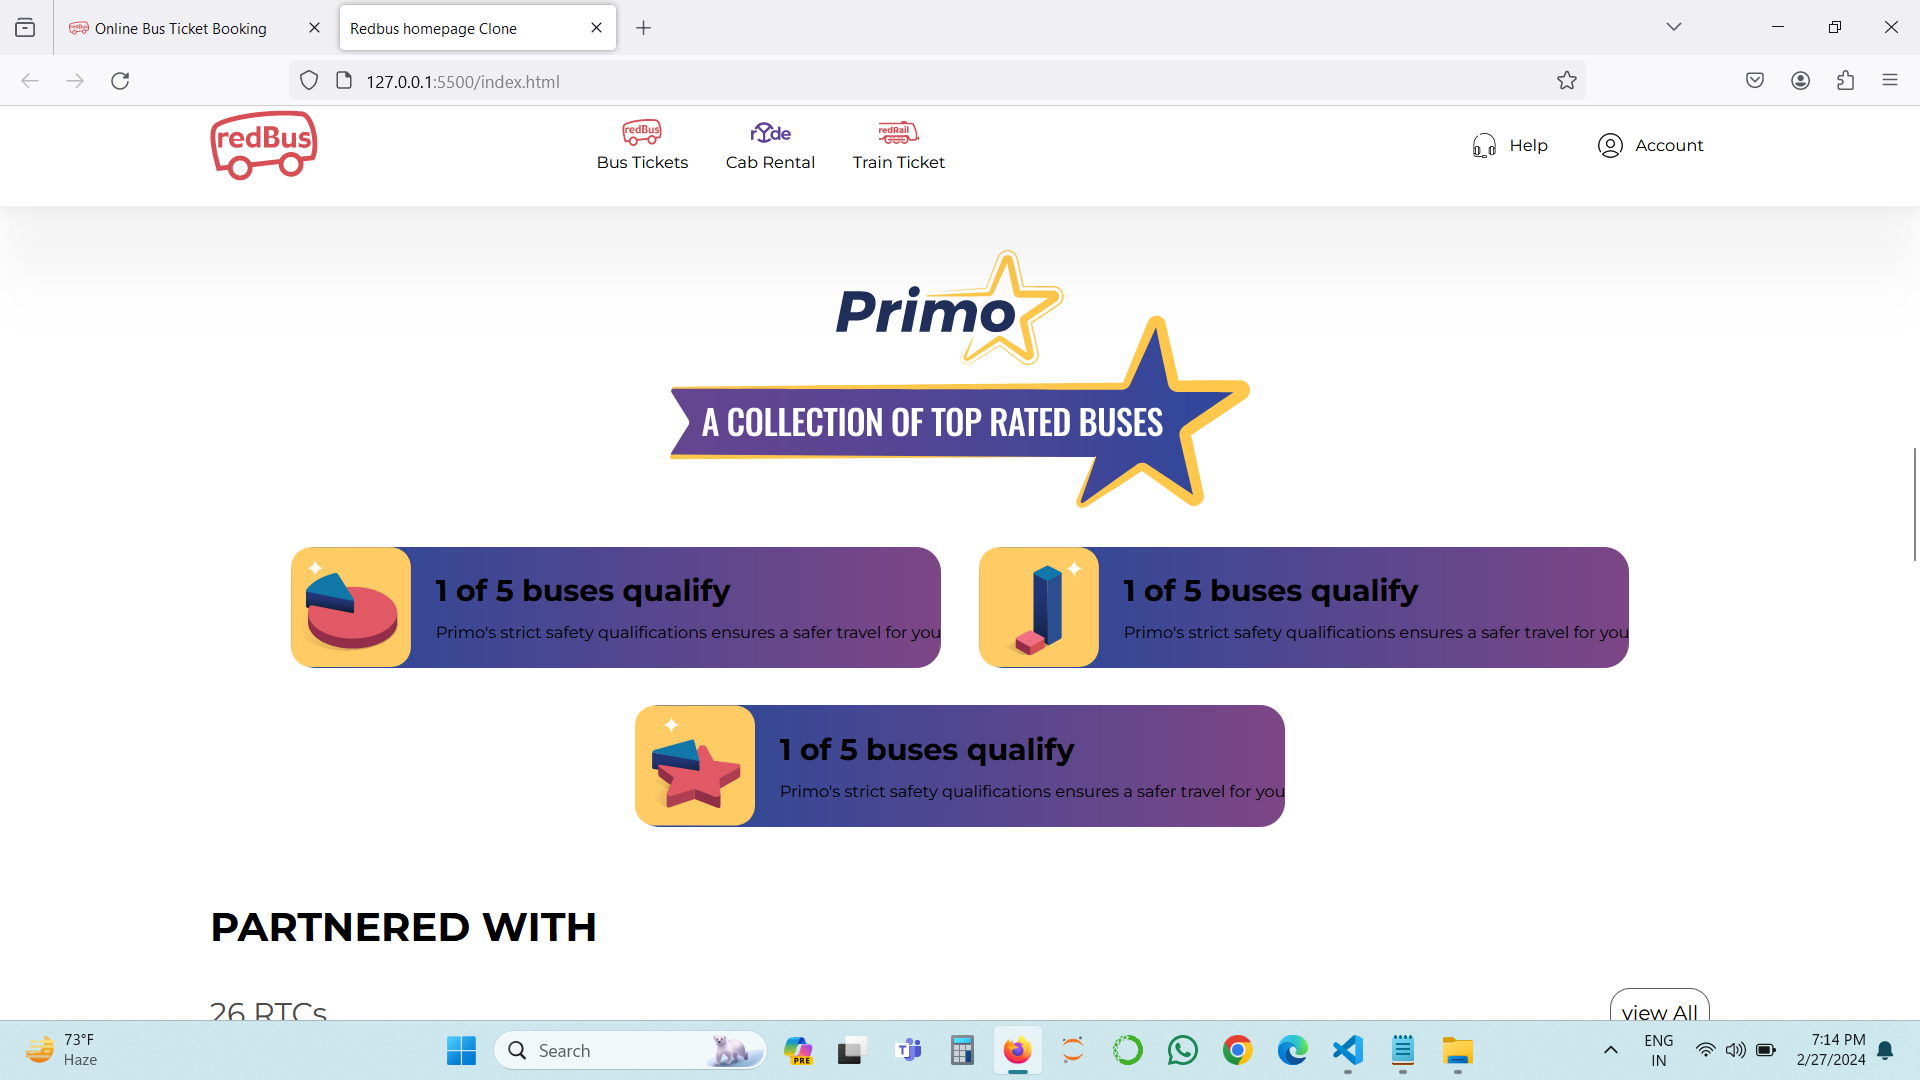 Online Bus Ticket Booking
Redbus homepage Clone
127.0.0.1:5500/index.html
redBus
redBus
Bus Tickets
rYde
Cab Rental
redRail
Train Ticket
Help
Account
Primo
A COLLECTION OF TOP RATED BUSES
1 of 5 buses qualify
Primo's strict safety qualifications ensures a safer travel for you
1 of 5 buses qualify
Primo's strict safety qualifications ensures a safer travel for you
1 of 5 buses qualify
Primo's strict safety qualifications ensures a safer travel for you
PARTNERED WITH
26 RTCs
view All
73°F
Haze
Search
PRE
ENG
IN
7:14 PM
2/27/2024